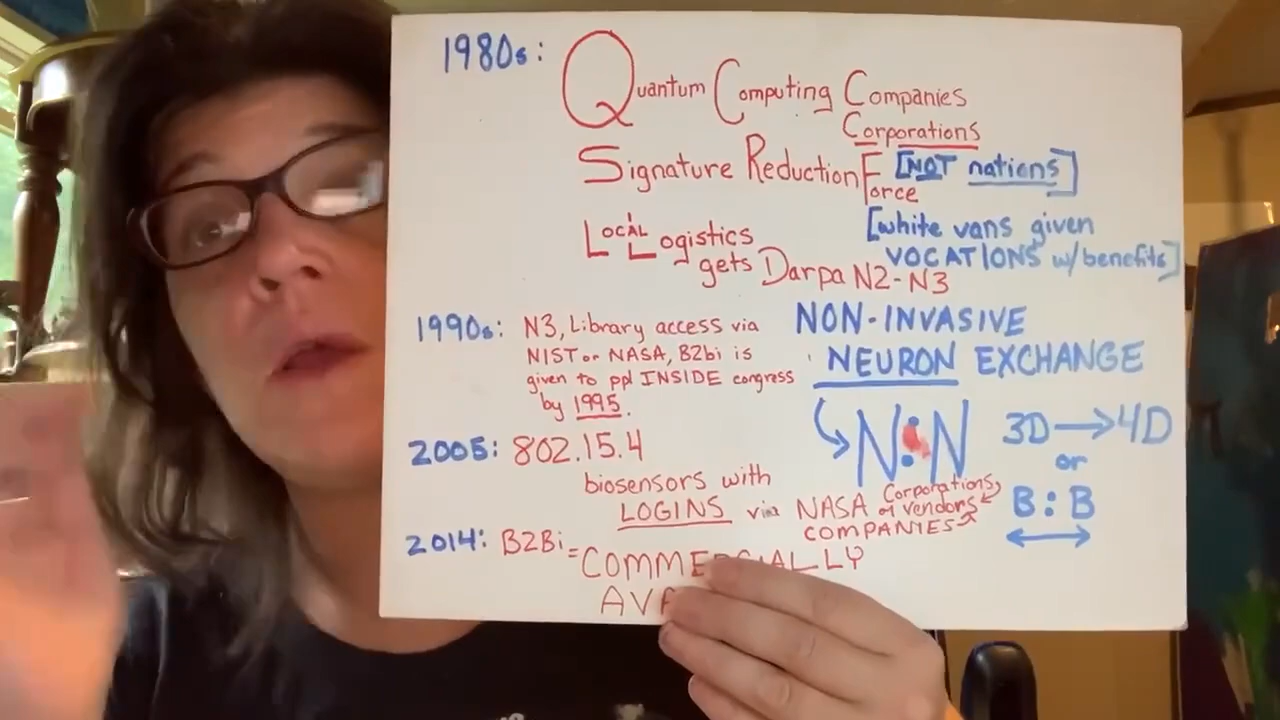 1980s: Quantum Computing Companies
Corporations
Signature Reduction Force [NOT nations]
Local Logistics [white vans given
gets Darpa N2-N3 VOCATIONS w/benefits]
1990s: N3, Library access via
NIST or NASA, B2bi is
given to ppl INSIDE congress
by 1995.
NON-INVASIVE
NEURON EXCHANGE
N:N 3D→4D
or
B:B
2005: 802.15.4
biosensors with
LOGINS via NASA Corporations,
or vendors
COMPANIES
2014: B2Bi = COMMERCIALLY